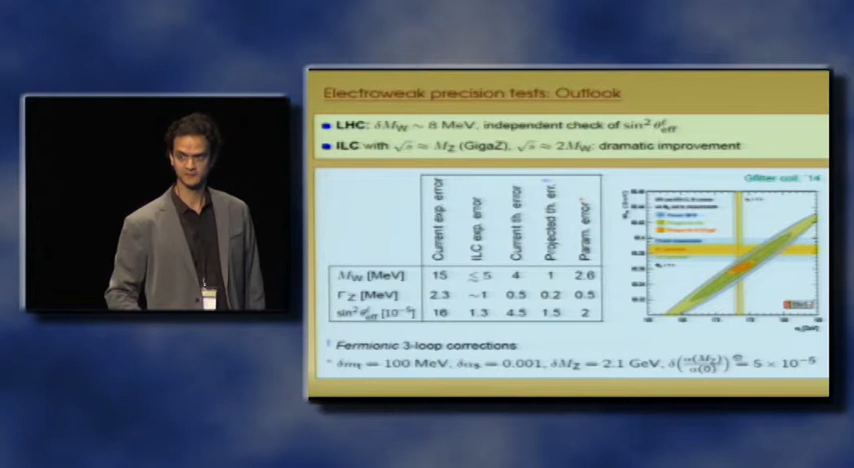 Electroweak precision tests: Outlook
LHC: δM_W ∼ 8 MeV, independent check of sin² θ^ℓ_eff
ILC with √s ≈ M_Z (GigaZ), √s ≈ 2M_W: dramatic improvement
Gfitter coll. '14
Current exp. error
ILC exp. error
Current th. error
Projected th. err.†
Param. error*
M_W [MeV] 15 ≲ 5 4 1 2.6
Γ_Z [MeV] 2.3 ∼1 0.5 0.2 0.5
sin² θ^ℓ_eff [10⁻⁵] 16 1.3 4.5 1.5 2
Fermionic 3-loop corrections
* δm_t = 100 MeV, δα_s = 0.001, δM_Z = 2.1 GeV, δ(α(M_Z)/α(0)) = 5 × 10⁻⁵